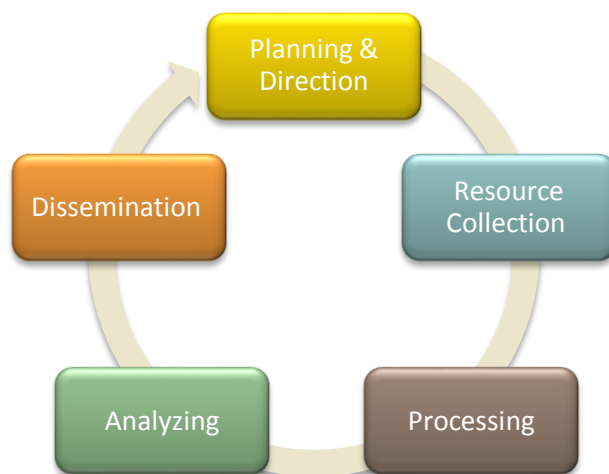 Planning &
Direction
Resource
Collection
Processing
Analyzing
Dissemination